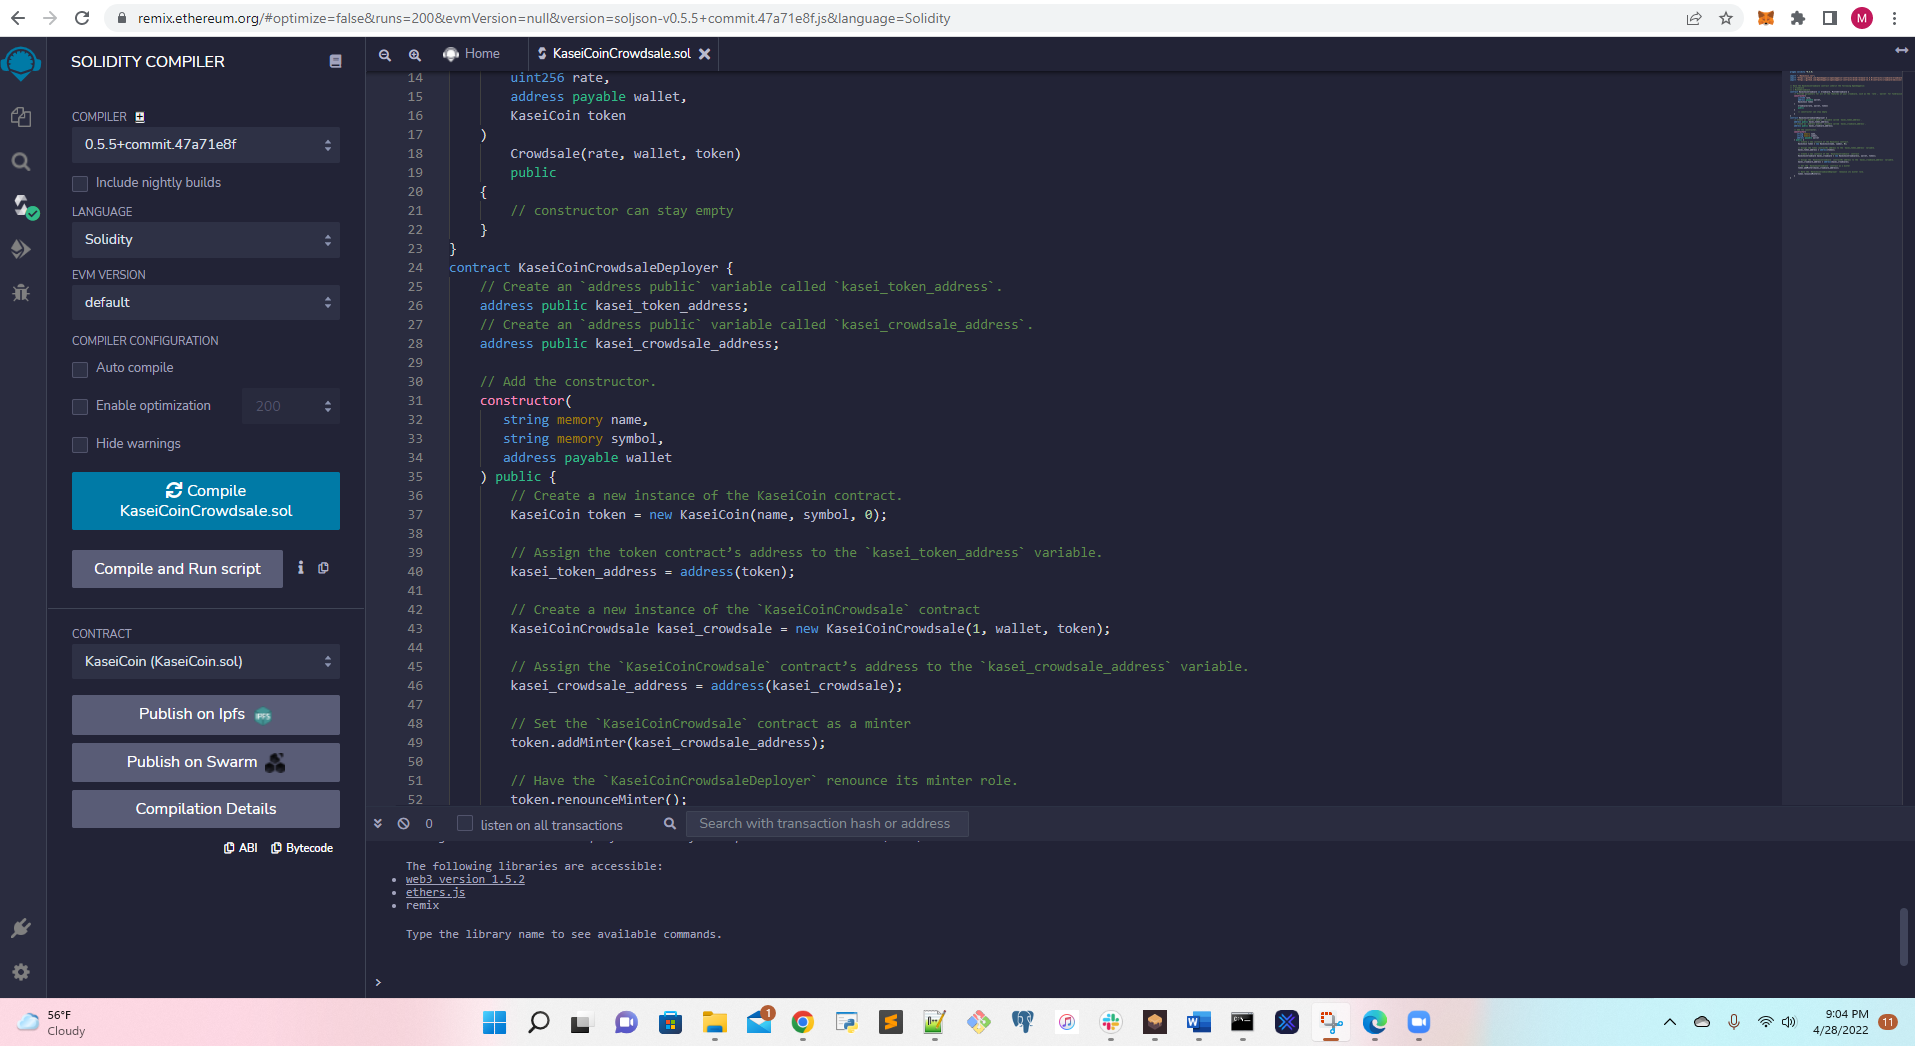 remix.ethereum.org/#optimize=false&runs=200&evmVersion=null&version=soljson-v0.5.5+commit.47a71e8f.js&language=Solidity
M
SOLIDITY COMPILER
COMPILER
0.5.5+commit.47a71e8f
Include nightly builds
LANGUAGE
Solidity
EVM VERSION
default
COMPILER CONFIGURATION
Auto compile
Enable optimization
200
Hide warnings
Compile
KaseiCoinCrowdsale.sol
Compile and Run script
CONTRACT
KaseiCoin (KaseiCoin.sol)
Publish on Ipfs
IPFS
Publish on Swarm
Compilation Details
ABI
Bytecode
Home
KaseiCoinCrowdsale.sol
14 uint256 rate,
15 address payable wallet,
16 KaseiCoin token
17 )
18 Crowdsale(rate, wallet, token)
19 public
20 {
21 // constructor can stay empty
22 }
23 }
24 contract KaseiCoinCrowdsaleDeployer {
25 // Create an `address public` variable called `kasei_token_address`.
26 address public kasei_token_address;
27 // Create an `address public` variable called `kasei_crowdsale_address`.
28 address public kasei_crowdsale_address;
29
30 // Add the constructor.
31 constructor(
32 string memory name,
33 string memory symbol,
34 address payable wallet
35 ) public {
36 // Create a new instance of the KaseiCoin contract.
37 KaseiCoin token = new KaseiCoin(name, symbol, 0);
38
39 // Assign the token contract’s address to the `kasei_token_address` variable.
40 kasei_token_address = address(token);
41
42 // Create a new instance of the `KaseiCoinCrowdsale` contract
43 KaseiCoinCrowdsale kasei_crowdsale = new KaseiCoinCrowdsale(1, wallet, token);
44
45 // Assign the `KaseiCoinCrowdsale` contract’s address to the `kasei_crowdsale_address` variable.
46 kasei_crowdsale_address = address(kasei_crowdsale);
47
48 // Set the `KaseiCoinCrowdsale` contract as a minter
49 token.addMinter(kasei_crowdsale_address);
50
51 // Have the `KaseiCoinCrowdsaleDeployer` renounce its minter role.
52 token.renounceMinter();
0
listen on all transactions
Search with transaction hash or address
The following libraries are accessible:
• web3 version 1.5.2
• ethers.js
• remix
Type the library name to see available commands.
>
56°F
Cloudy
1
9:04 PM
4/28/2022
11